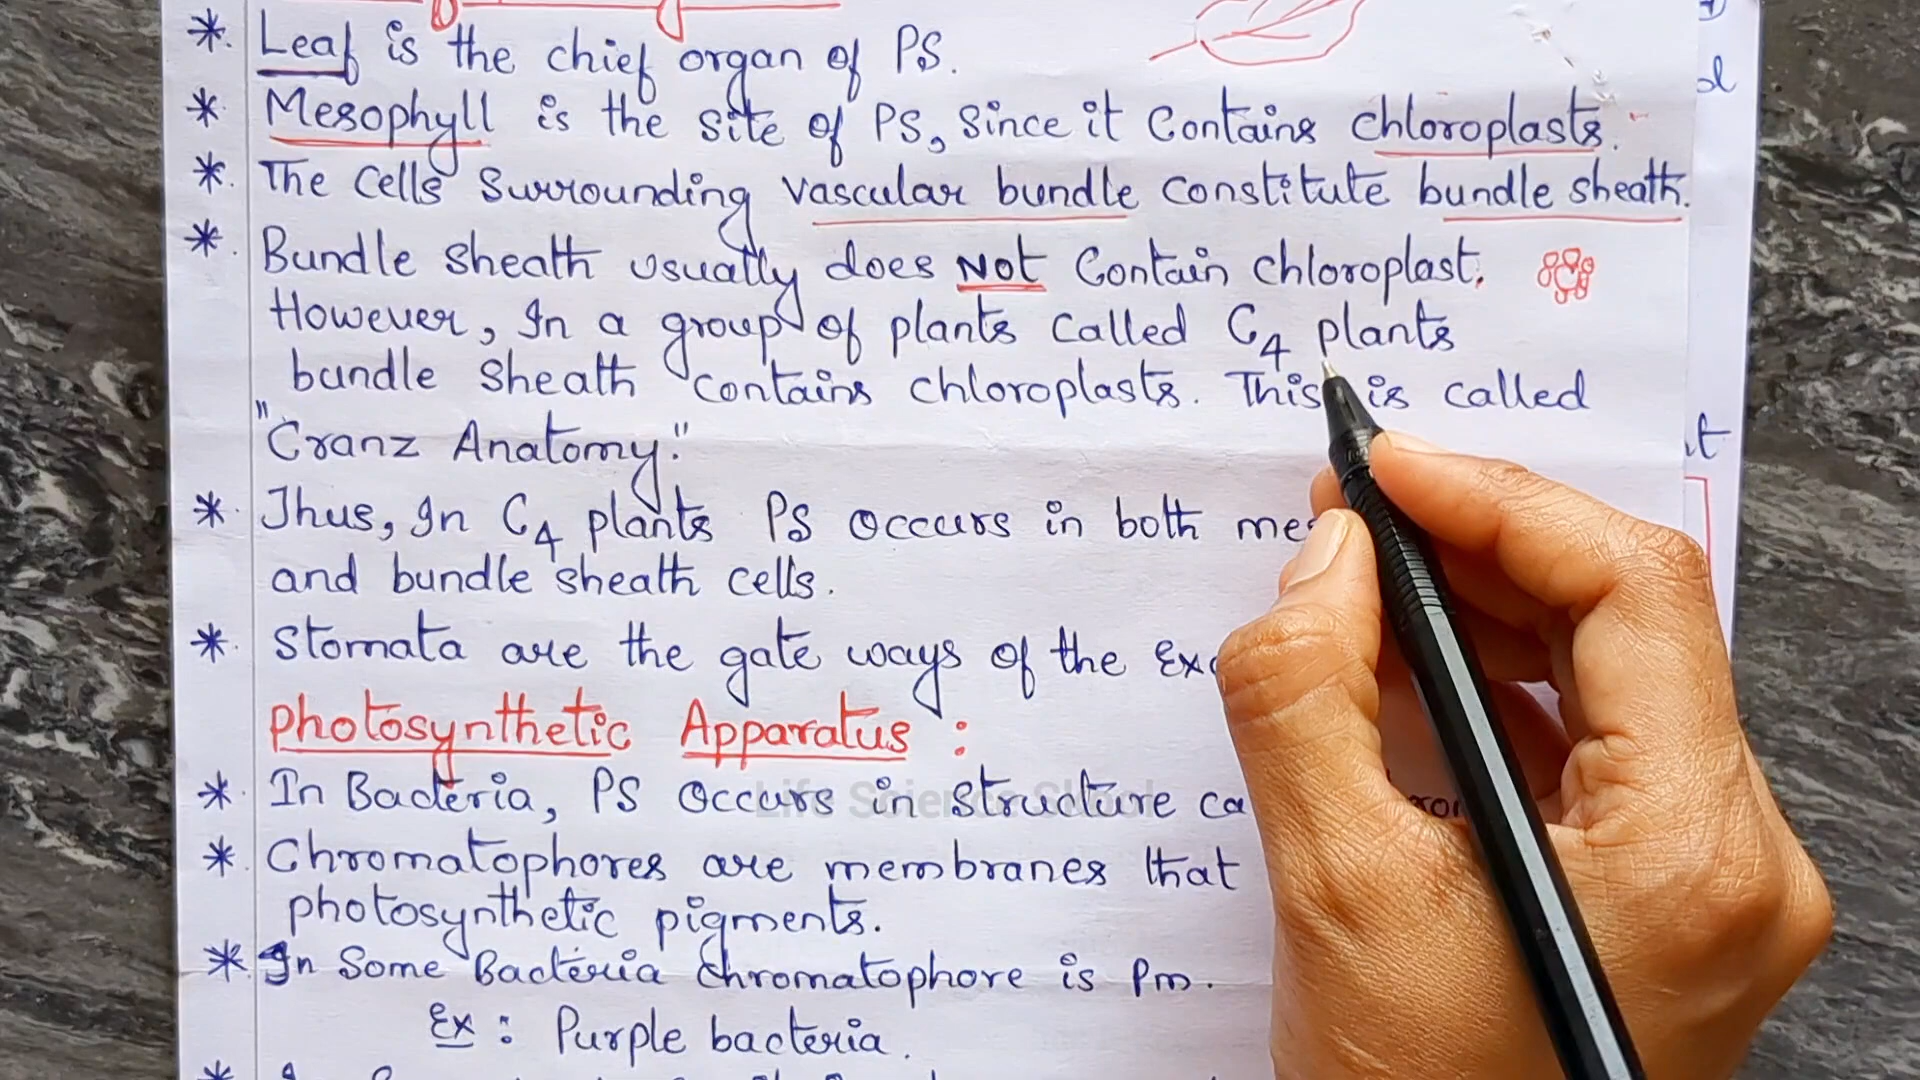 * Leaf is the chief organ of PS.
* Mesophyll is the site of PS, Since it Contains chloroplasts.
* The cells surrounding vascular bundle constitute bundle sheath.
* Bundle sheath usually does NOT Contain chloroplast.
However, In a group of plants called C4 plants
bundle sheath contains chloroplasts. This is called
"Cranz Anatomy."
* Thus, In C4 plants PS occurs in both
and bundle sheath cells.
* Stomata are the gate ways of the
Photosynthetic Apparatus :
* In Bacteria, PS occurs in structure
* Chromatophores are membranes that
photosynthetic pigments.
* In Some Bacteria chromatophore is Pm.
Ex : Purple bacteria.